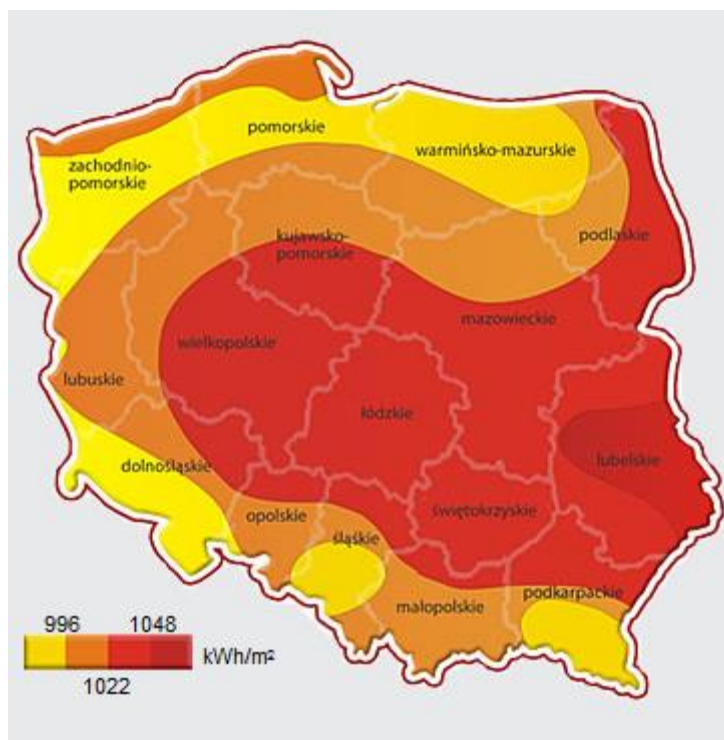 pomorskie
warmińsko-mazurskie
zachodnio-
pomorskie
kujawsko-
pomorskie
podlaskie
mazowieckie
wielkopolskie
lubuskie
łódzkie
lubelskie
dolnośląskie
opolskie
świętokrzyskie
śląśkie
podkarpackie
małopolskie
996 1048
kWh/m²
1022